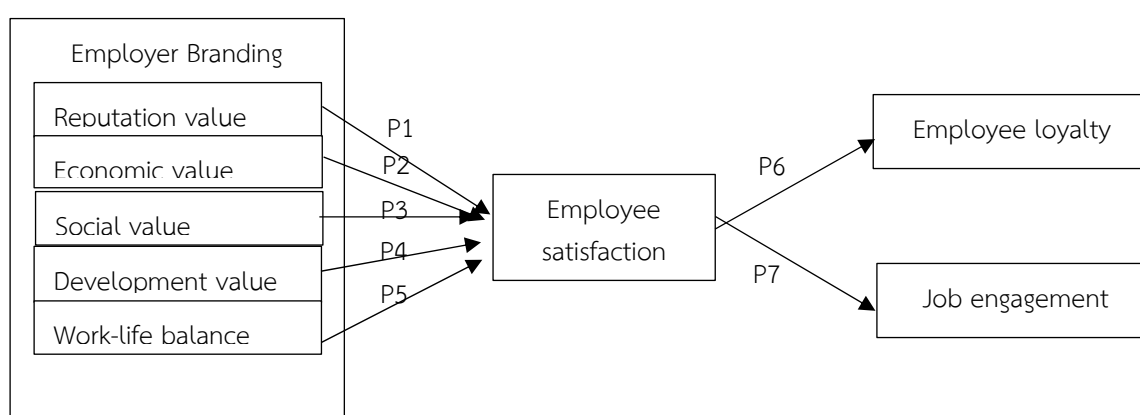 Employer Branding
Reputation value
Economic value
Social value
Development value
Work-life balance
P1
P2
P3
P4
P5
Employee
satisfaction
P6
P7
Employee loyalty
Job engagement